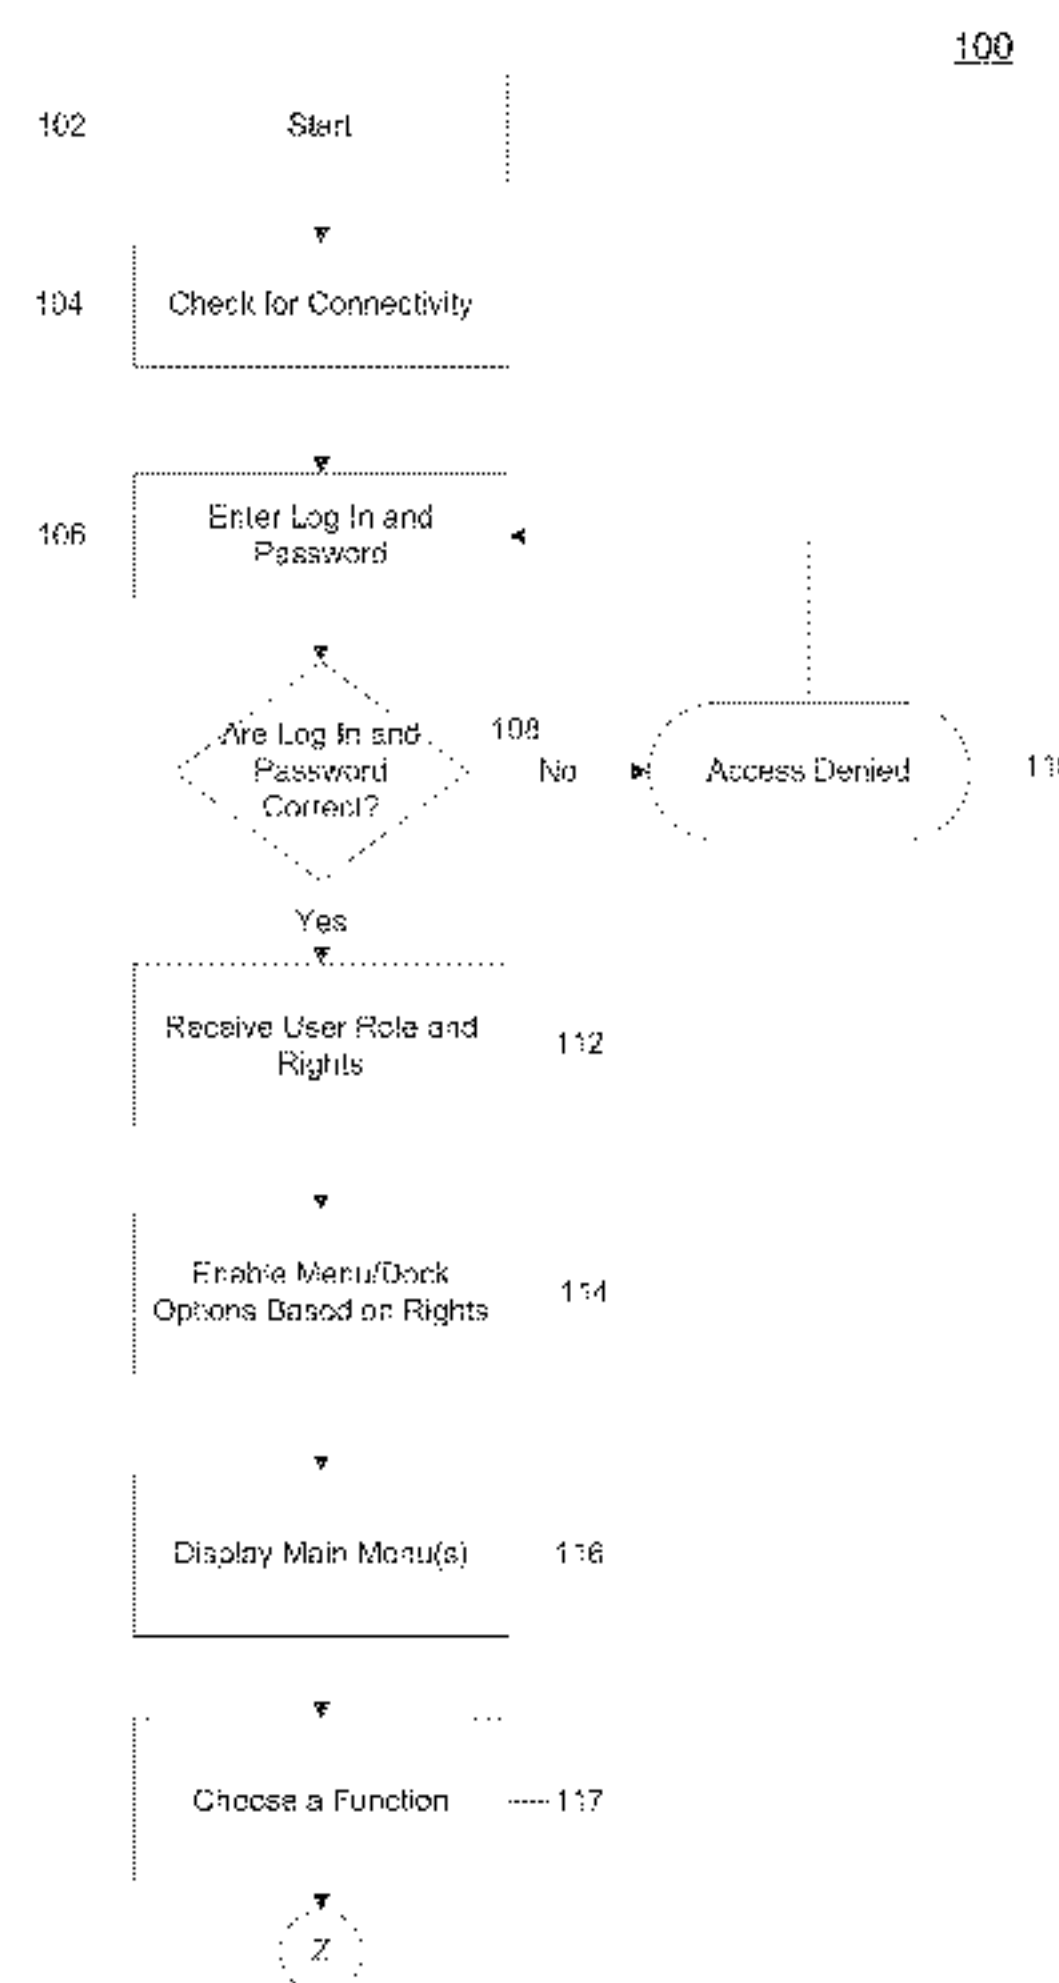 100
102
Start
104
Check for Connectivity
106
Enter Log In and
Password
Are Log In and
Password
Correct?
108
No
Access Denied
Yes
Receive User Role and
Rights
112
Enable Menu/Dock
Options Based on Rights
114
Display Main Menu(s)
116
Choose a Function
117
Z